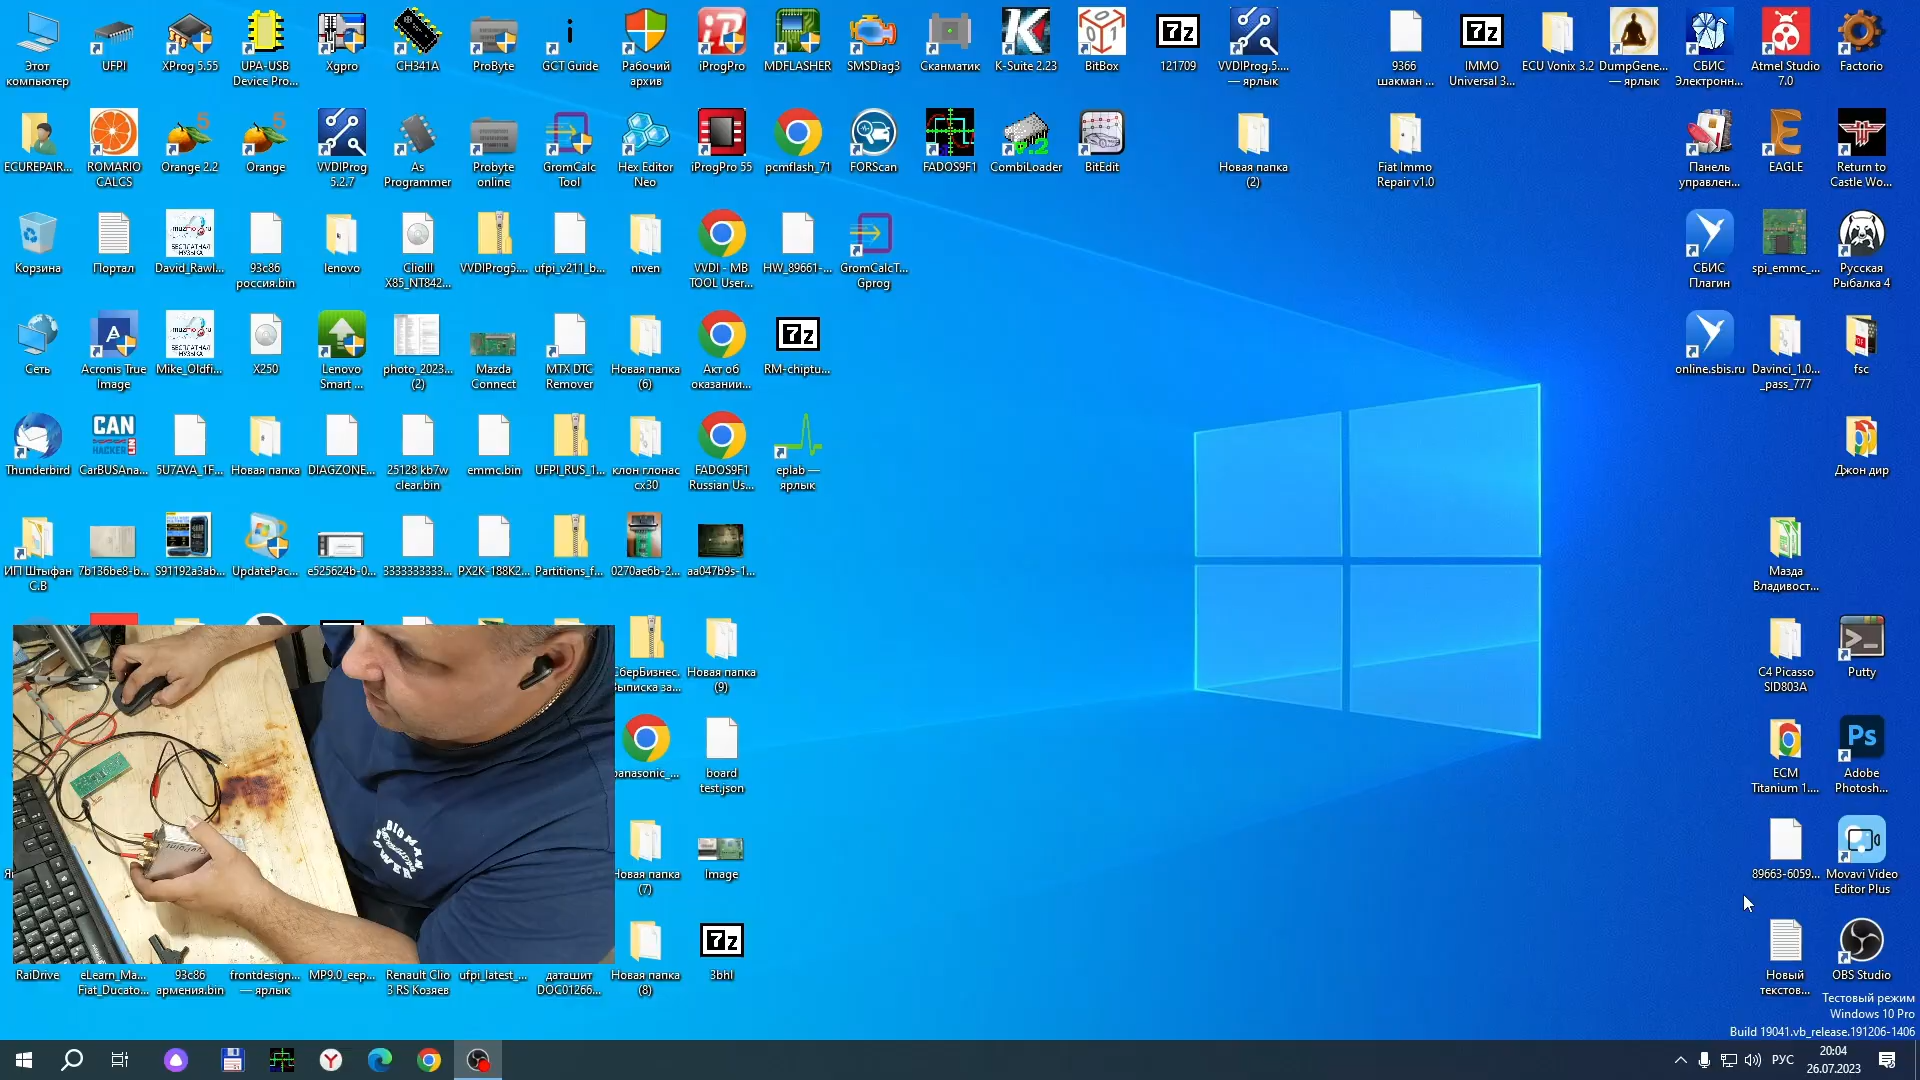 Этот компьютер
UFPI
XProg 5.55
UPA-USB Device Pro...
Xgpro
CH341A
ProByte
GCT Guide
Рабочий архив
iProgPro
MDFLASHER
SMSDiag3
Сканматик
K-Suite 2.23
BitBox
121709
VVDIProg.5.... — ярлык
9366 шакман ...
IMMO Universal 3...
ECU Vonix 3.2
DumpGene... — ярлык
СБИС Электронн...
Atmel Studio 7.0
Factorio
ECUREPAIR...
ROMARIO CALCS
Orange 2.2
Orange
VVDIProg 5.2.7
As Programmer
Probyte online
GromCalc Tool
Hex Editor Neo
iProgPro 55
pcmflash_71
FORScan
FADOS9F1
CombiLoader
BitEdit
Новая папка (2)
Fiat Immo Repair v1.0
Панель управлен...
EAGLE
Return to Castle Wo...
Корзина
Портал
David_Rawl...
93c86 россия.bin
lenovo
ClioIII X85_NT842...
VVDIProg5....
ufpi_v211_b...
niven
VVDI - MB TOOL User...
HW_89661-...
GromCalcT... Gprog
СБИС Плагин
spi_emmc_...
Русская Рыбалка 4
Сеть
Acronis True Image
Mike_Oldfi...
X250
Lenovo Smart ...
photo_2023... (2)
Mazda Connect
MTX DTC Remover
Новая папка (6)
Акт об оказании...
RM-chiptu...
online.sbis.ru
Davinci_1.0... _pass_777
fsc
Thunderbird
CAN HACKER
CarBUSAna...
5U7AYA_1F...
Новая папка
DIAGZONE...
25128 kb7w clear.bin
emmc.bin
UFPI_RUS_1...
клон глонас cx30
FADOS9F1 Russian Us...
eplab — ярлык
Джон дир
ИП Штыфан С.В
7b136be8-b...
S91192a3ab...
UpdatePac...
e525624b-0...
3333333333...
PX2K-188K2...
Partitions_f...
0270ae6b-2...
aa047b9s-1...
Мазда Владивост...
СберБизнес. Выписка за...
Новая папка (9)
C4 Picasso SID803A
Putty
panasonic_...
board test.json
ECM Titanium 1....
Adobe Photosh...
Новая папка (7)
Image
89663-6059...
Movavi Video Editor Plus
RaiDrive
eLearn_Ma... Fiat_Ducato...
93c86 армения.bin
frontdesign... — ярлык
MP9.0_eep...
Renault Clio 3 RS Козяев
ufpi_latest_...
даташит DOC01266...
Новая папка (8)
3bhl
Новый текстов...
OBS Studio
Тестовый режим
Windows 10 Pro
Build 19041.vb_release.191206-1406
РУС
20:04
26.07.2023